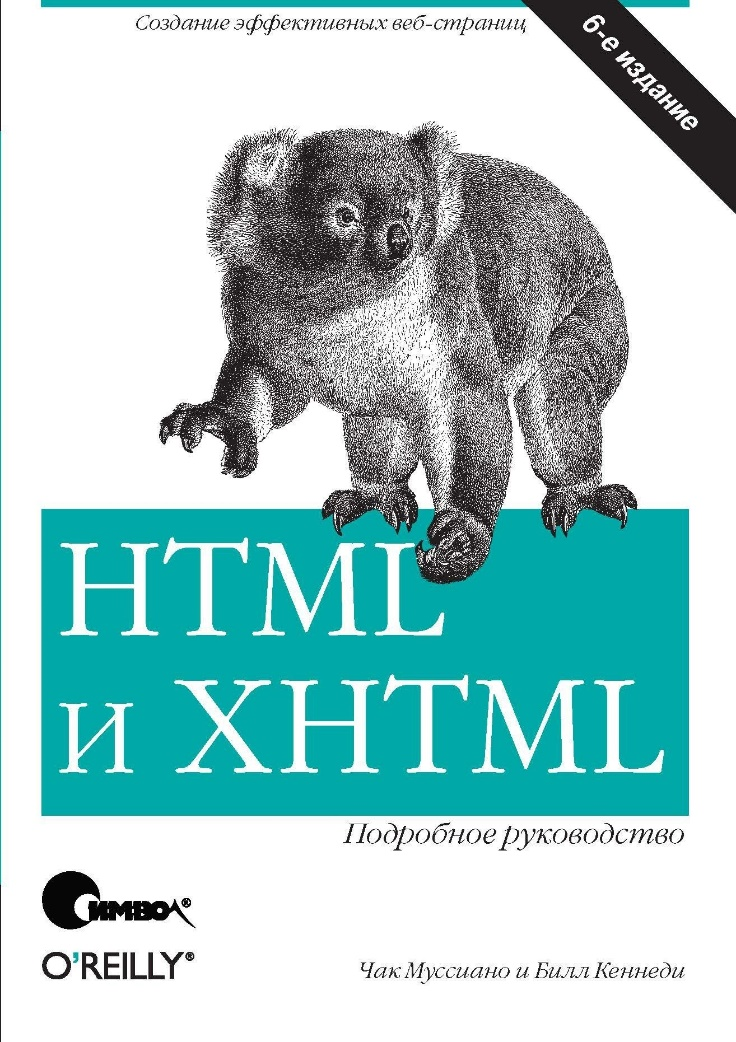 Создание эффективных веб-страниц
6-е издание
HTML
и XHTML
Подробное руководство
Символ®
O'REILLY®
Чак Муссиано и Билл Кеннеди